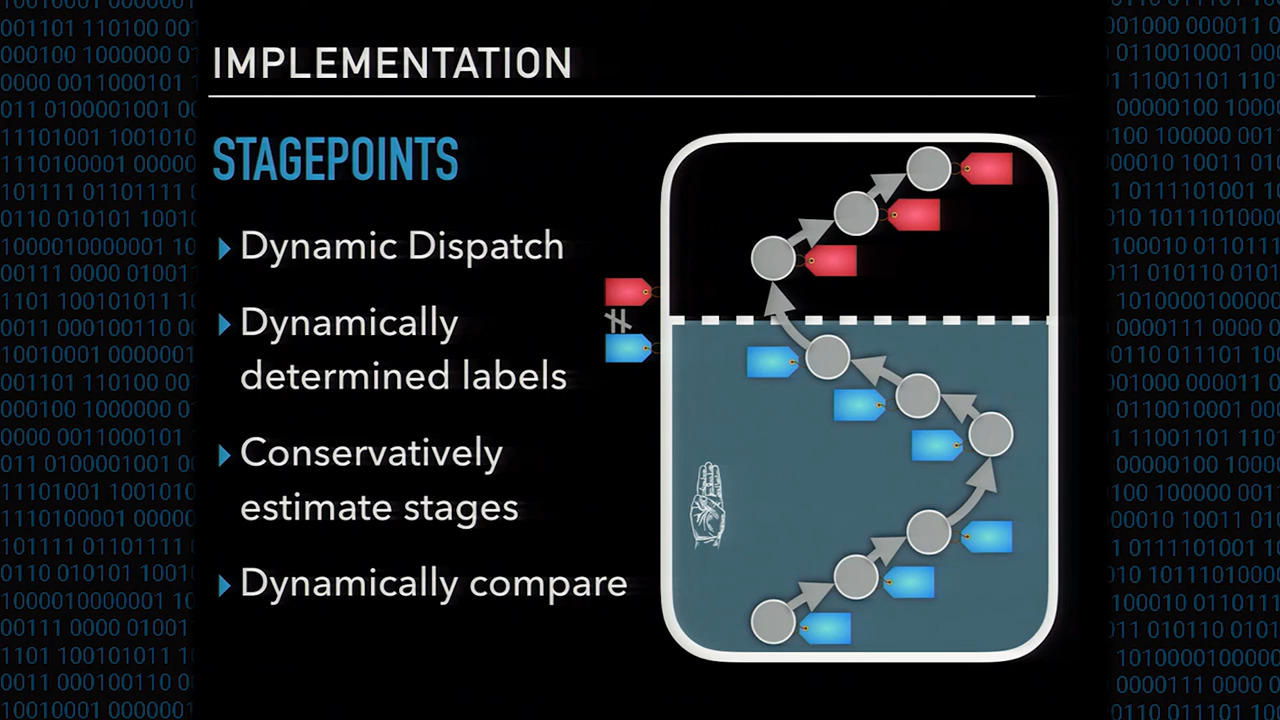 IMPLEMENTATION
STAGEPOINTS
Dynamic Dispatch
Dynamically
determined labels
Conservatively
estimate stages
Dynamically compare